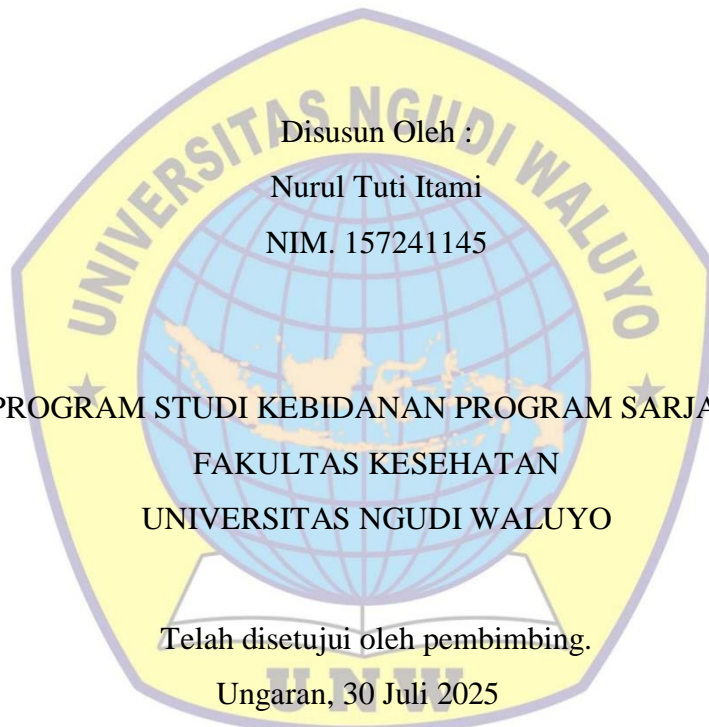 UNIVERSITAS NGUDI WALUYO
Disusun Oleh :
Nurul Tuti Itami
NIM. 157241145
PROGRAM STUDI KEBIDANAN PROGRAM SARJA
FAKULTAS KESEHATAN
UNIVERSITAS NGUDI WALUYO
Telah disetujui oleh pembimbing.
UNW
Ungaran, 30 Juli 2025